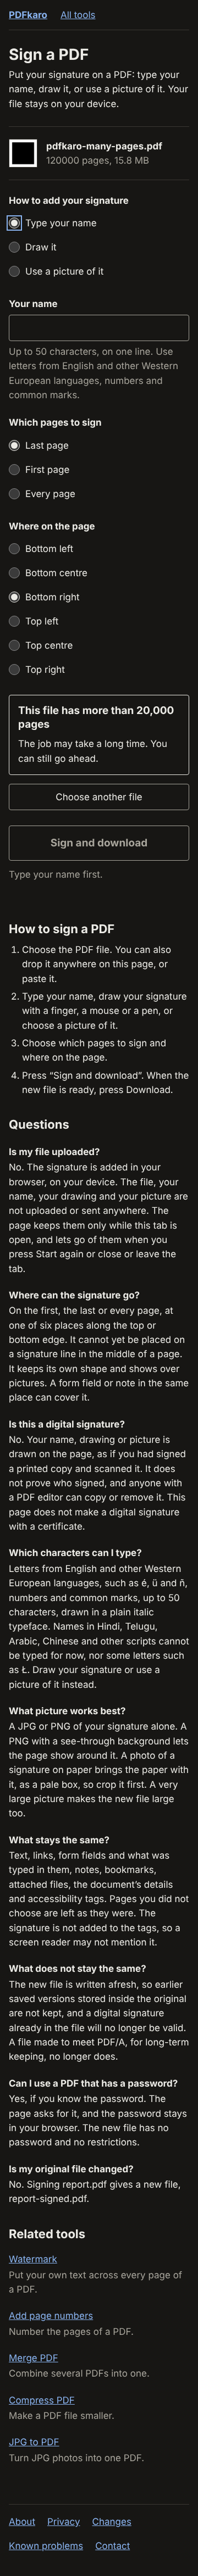 PDFkaro All tools
Sign a PDF
Put your signature on a PDF: type your
name, draw it, or use a picture of it. Your
file stays on your device.
pdfkaro-many-pages.pdf
120000 pages, 15.8 MB
How to add your signature
Type your name
Draw it
Use a picture of it
Your name
Up to 50 characters, on one line. Use
letters from English and other Western
European languages, numbers and
common marks.
Which pages to sign
Last page
First page
Every page
Where on the page
Bottom left
Bottom centre
Bottom right
Top left
Top centre
Top right
This file has more than 20,000
pages
The job may take a long time. You
can still go ahead.
Choose another file
Sign and download
Type your name first.
How to sign a PDF
1. Choose the PDF file. You can also
drop it anywhere on this page, or
paste it.
2. Type your name, draw your signature
with a finger, a mouse or a pen, or
choose a picture of it.
3. Choose which pages to sign and
where on the page.
4. Press “Sign and download”. When the
new file is ready, press Download.
Questions
Is my file uploaded?
No. The signature is added in your
browser, on your device. The file, your
name, your drawing and your picture are
not uploaded or sent anywhere. The
page keeps them only while this tab is
open, and lets go of them when you
press Start again or close or leave the
tab.
Where can the signature go?
On the first, the last or every page, at
one of six places along the top or
bottom edge. It cannot yet be placed on
a signature line in the middle of a page.
It keeps its own shape and shows over
pictures. A form field or note in the same
place can cover it.
Is this a digital signature?
No. Your name, drawing or picture is
drawn on the page, as if you had signed
a printed copy and scanned it. It does
not prove who signed, and anyone with
a PDF editor can copy or remove it. This
page does not make a digital signature
with a certificate.
Which characters can I type?
Letters from English and other Western
European languages, such as é, ü and ñ,
numbers and common marks, up to 50
characters, drawn in a plain italic
typeface. Names in Hindi, Telugu,
Arabic, Chinese and other scripts cannot
be typed for now, nor some letters such
as Ł. Draw your signature or use a
picture of it instead.
What picture works best?
A JPG or PNG of your signature alone. A
PNG with a see-through background lets
the page show around it. A photo of a
signature on paper brings the paper with
it, as a pale box, so crop it first. A very
large picture makes the new file large
too.
What stays the same?
Text, links, form fields and what was
typed in them, notes, bookmarks,
attached files, the document’s details
and accessibility tags. Pages you did not
choose are left as they were. The
signature is not added to the tags, so a
screen reader may not mention it.
What does not stay the same?
The new file is written afresh, so earlier
saved versions stored inside the original
are not kept, and a digital signature
already in the file will no longer be valid.
A file made to meet PDF/A, for long-term
keeping, no longer does.
Can I use a PDF that has a password?
Yes, if you know the password. The
page asks for it, and the password stays
in your browser. The new file has no
password and no restrictions.
Is my original file changed?
No. Signing report.pdf gives a new file,
report-signed.pdf.
Related tools
Watermark
Put your own text across every page of
a PDF.
Add page numbers
Number the pages of a PDF.
Merge PDF
Combine several PDFs into one.
Compress PDF
Make a PDF file smaller.
JPG to PDF
Turn JPG photos into one PDF.
About Privacy Changes
Known problems Contact